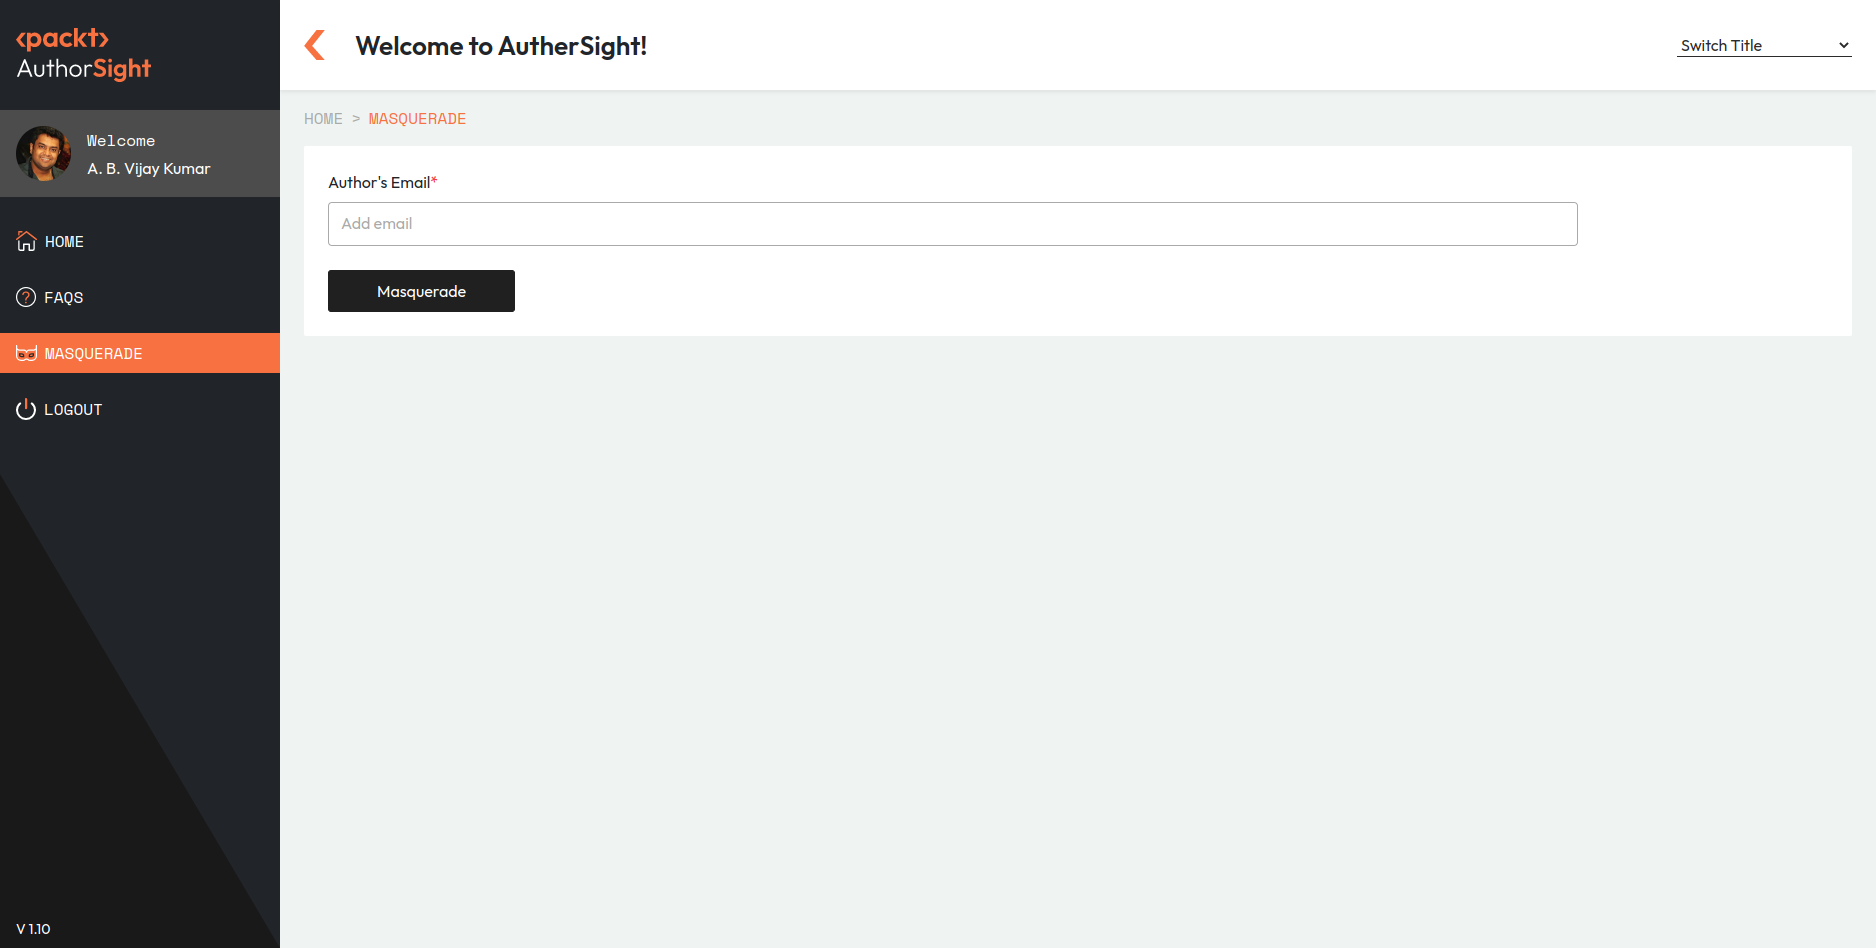 <packt>
AuthorSight
Welcome
A. B. Vijay Kumar
HOME
FAQS
MASQUERADE
LOGOUT
V 1.10
Welcome to AutherSight!
Switch Title
HOME > MASQUERADE
Author's Email*
Add email
Masquerade